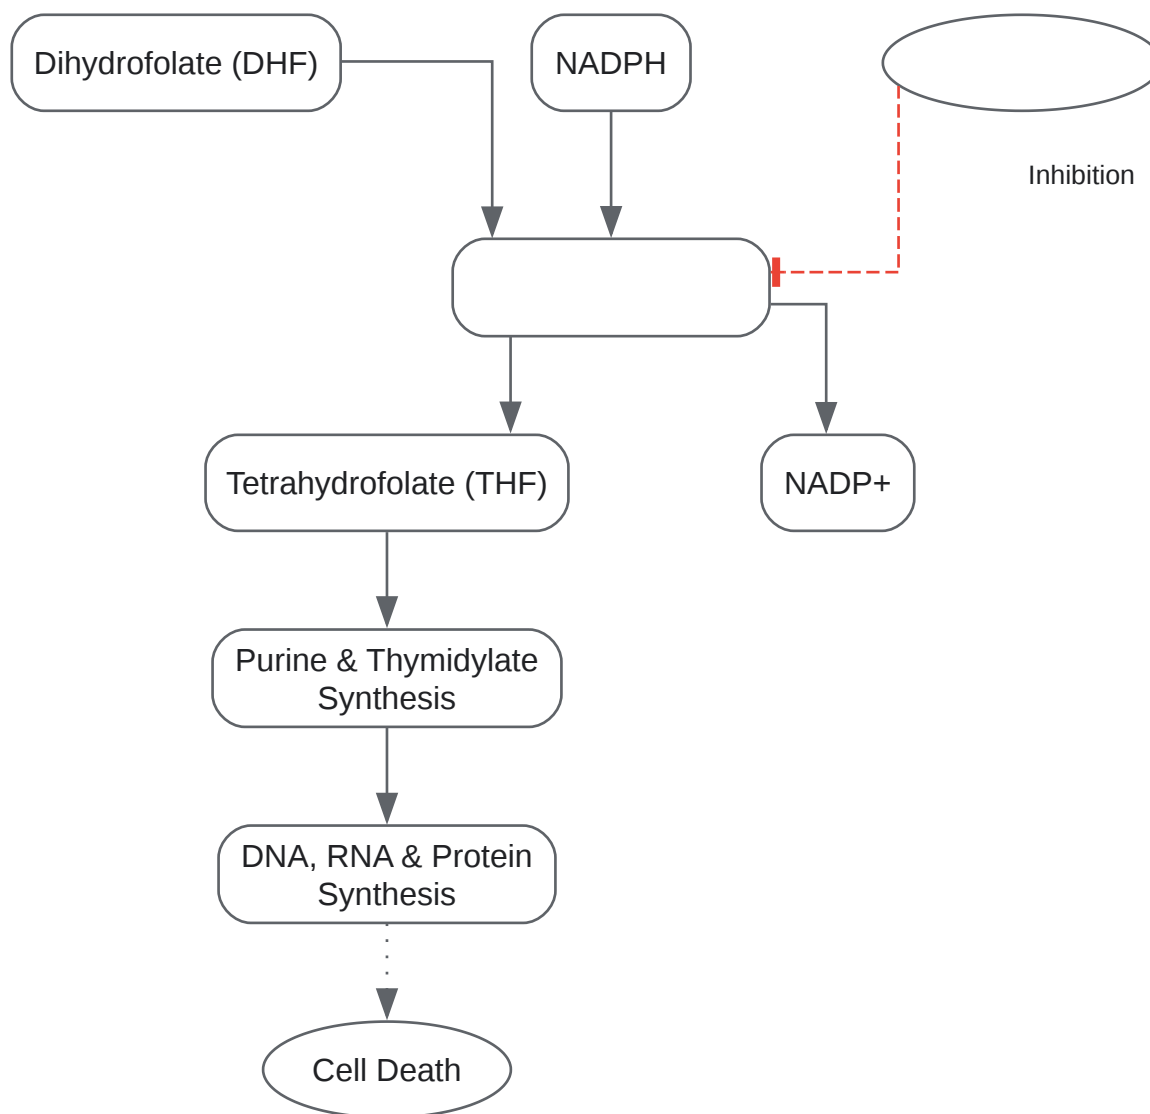 Dihydrofolate (DHF)
NADPH
Inhibition
Tetrahydrofolate (THF)
NADP+
Purine & Thymidylate
Synthesis
DNA, RNA & Protein
Synthesis
Cell Death